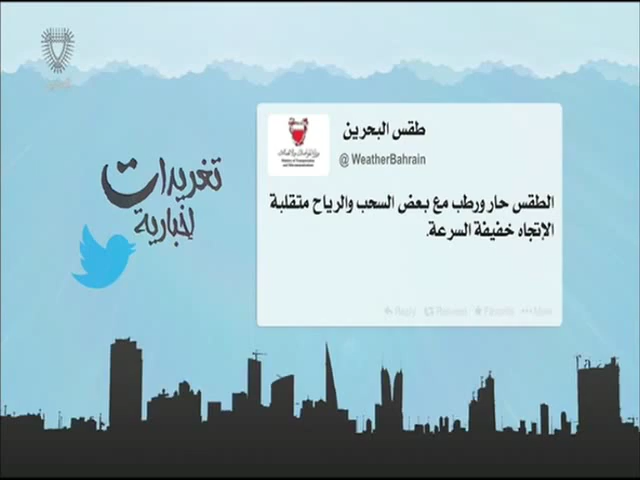 طقس البحرين
@ WeatherBahrain
الطقس حار ورطب مع بعض السحب والرياح متقلبة
الإتجاه خفيفة السرعة.
Reply Retweet Favorite More
تغريدات
إخبارية